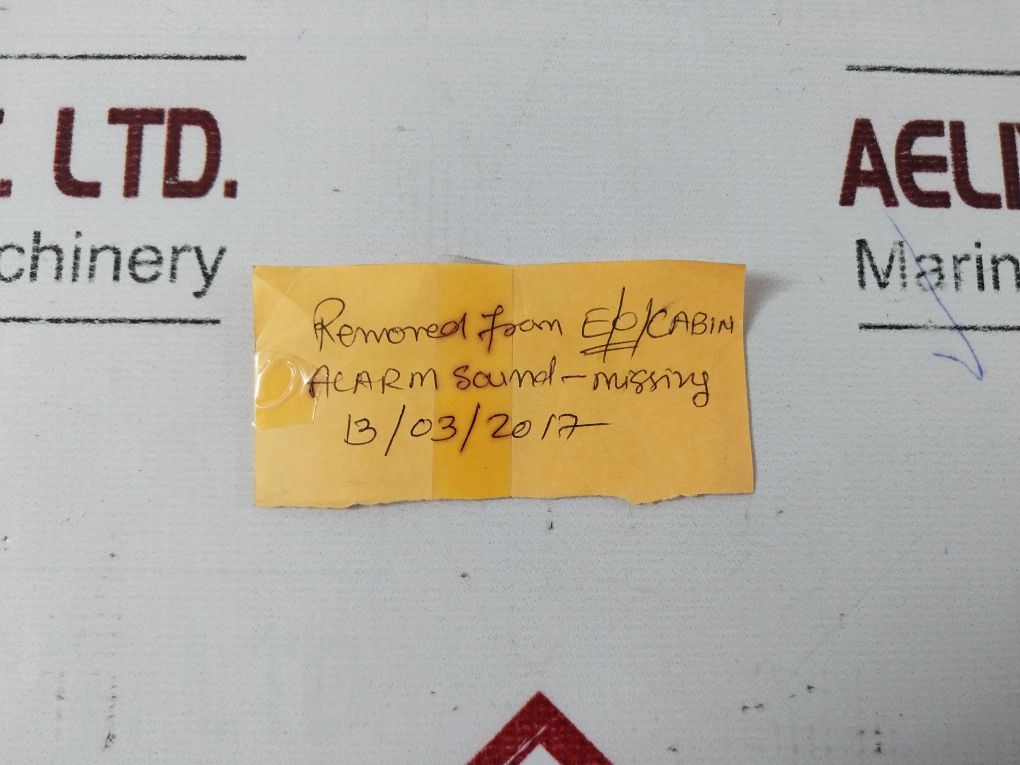 LTD.
chinery
AELI
Marin
Removed from E/O/CABIN
ALARM Sound - missing
13/03/2017